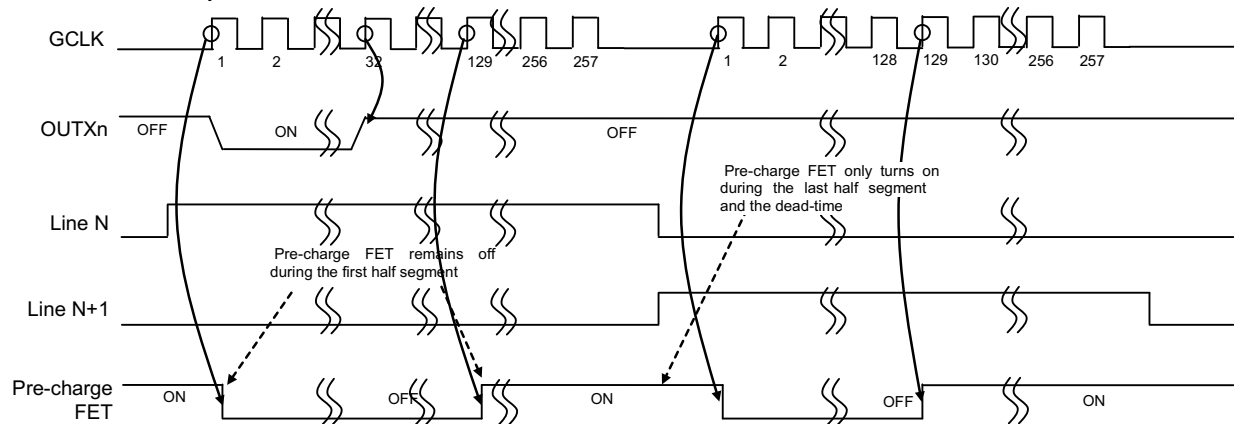 GCLK
1 2 32 129 256 257 1 2 128 129 130 256 257
OUTXn
OFF ON OFF
Pre-charge FET only turns on
during the last half segment
and the dead-time
Line N
Pre-charge FET remains off
during the first half segment
Line N+1
Pre-charge
FET
ON OFF ON OFF ON